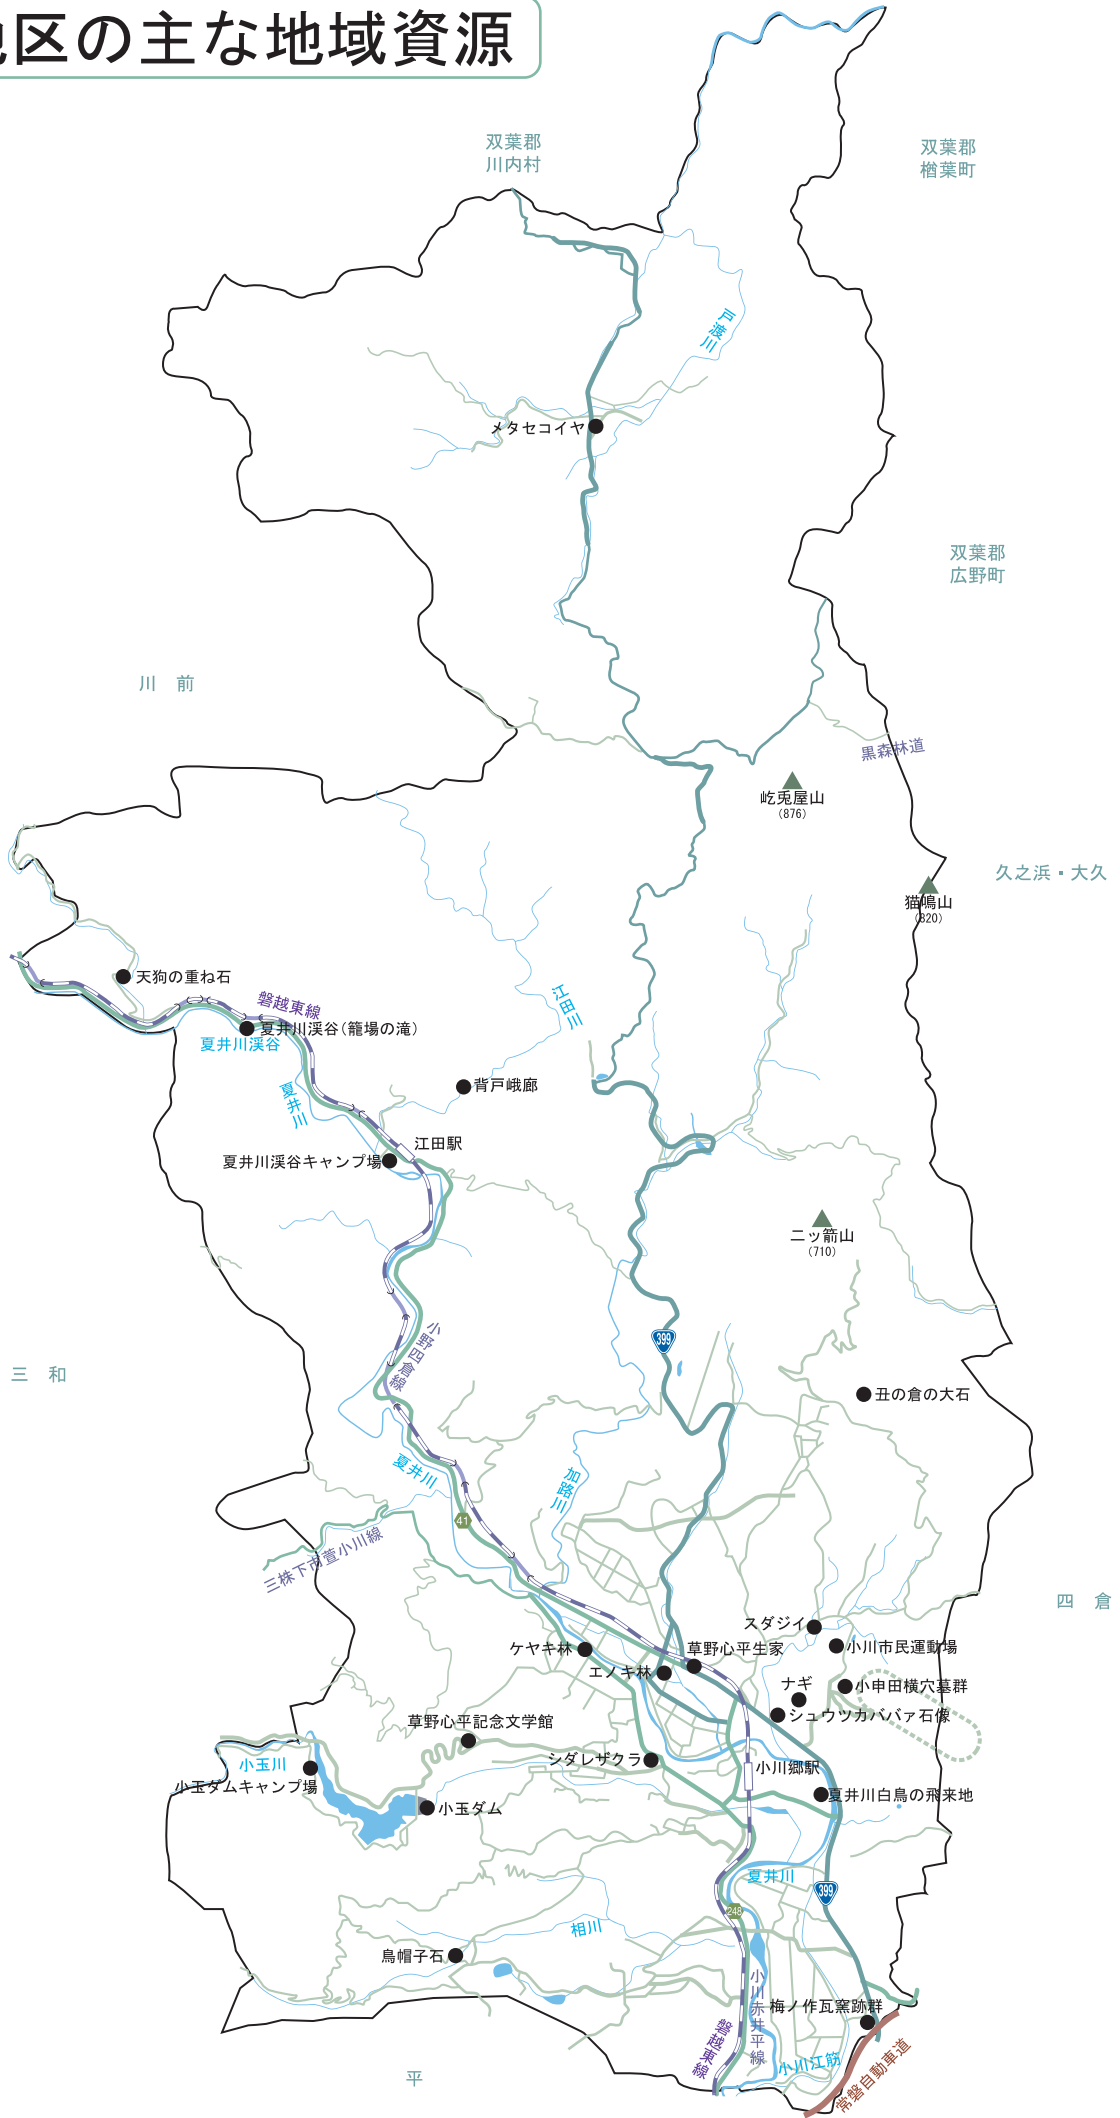 地区の主な地域資源
双葉郡
川内村
双葉郡
楢葉町
戸渡川
メタセコイヤ
双葉郡
広野町
川 前
黒森林道
屹兎屋山
(876)
久之浜・大久
猫鳴山
(820)
天狗の重ね石
磐越東線
夏井川渓谷(籠場の滝)
夏井川渓谷
江田川
夏井川
背戸峨廊
江田駅
夏井川渓谷キャンプ場
二ッ箭山
(710)
小野四倉線
399
三 和
丑の倉の大石
夏井川
加路川
41
三株下市萱小川線
四 倉
スダジイ
小川市民運動場
ケヤキ林
草野心平生家
エノキ林
ナギ
小申田横穴墓群
シュウツカババァ石像
草野心平記念文学館
シダレザクラ
小玉川
小川郷駅
小玉ダムキャンプ場
夏井川白鳥の飛来地
小玉ダム
夏井川
399
248
相川
烏帽子石
小川赤井平線
梅ノ作瓦窯跡群
磐越東線
小川江筋
常磐自動車道
平